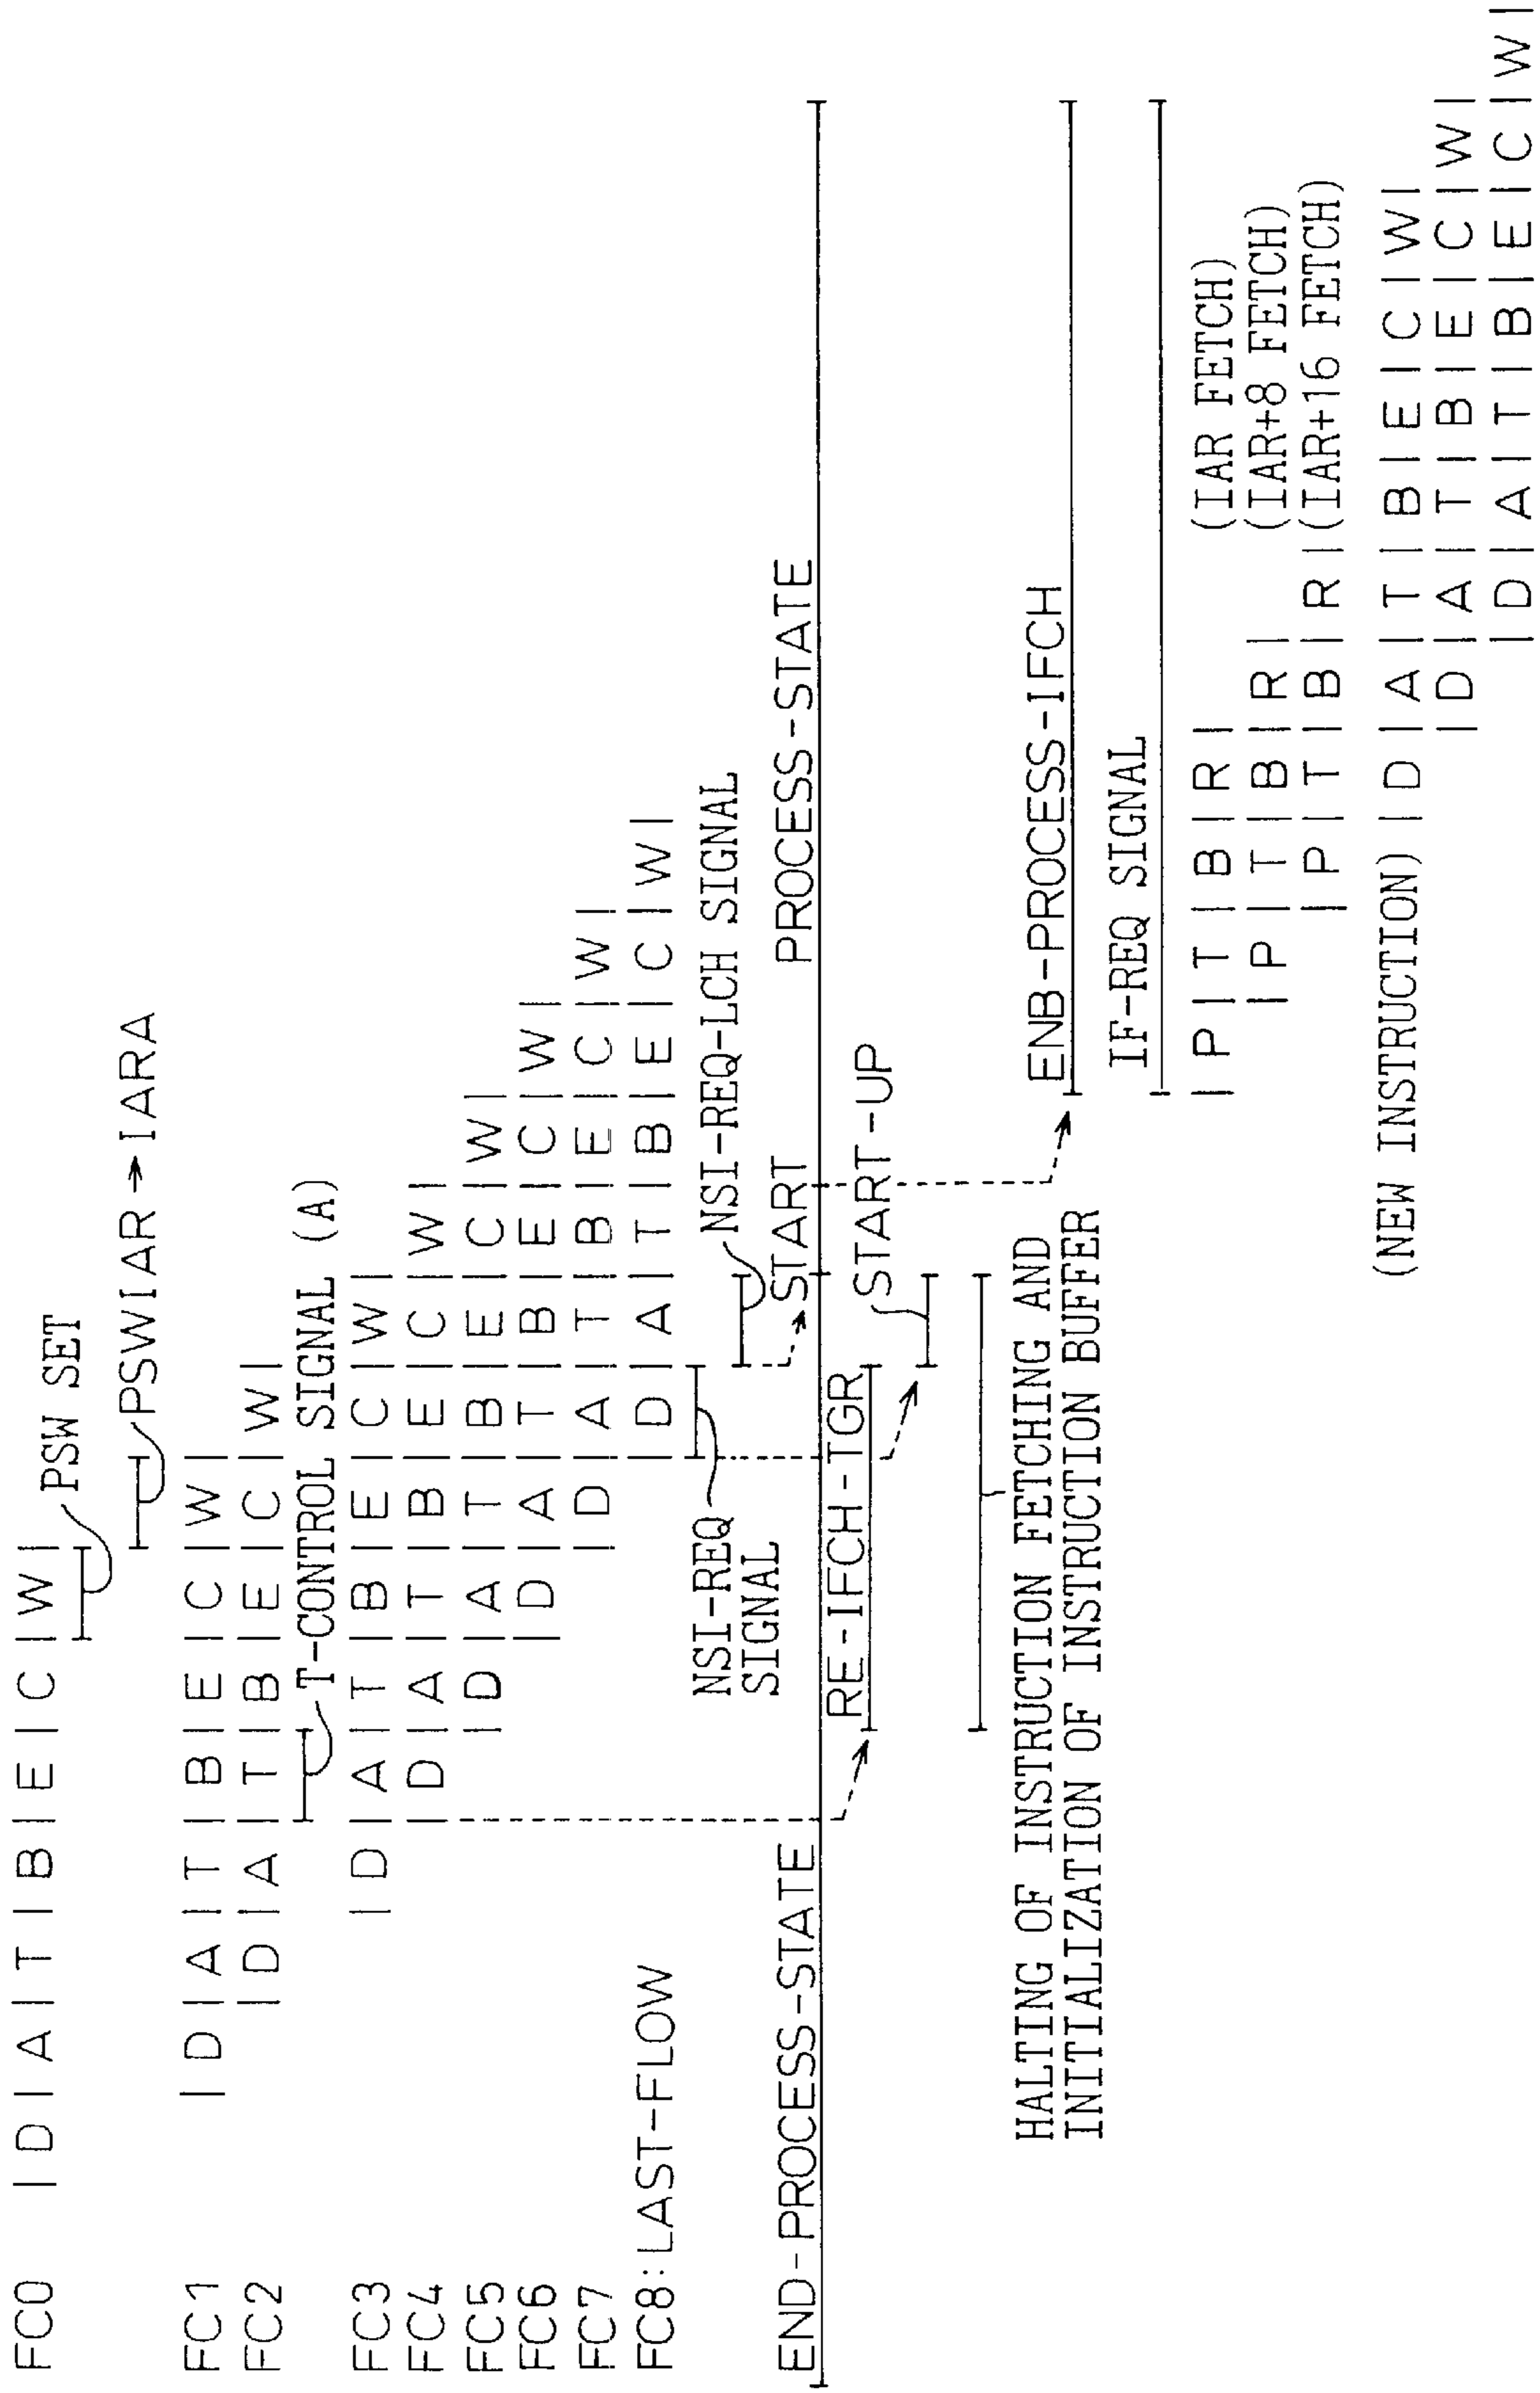 FC0 | D | A | T | B | E | C | W |
PSW SET
PSWIAR → IARA
FC1 | D | A | T | B | E | C | W |
FC2 | D | A | T | B | E | C | W |
T-CONTROL SIGNAL (A)
FC3 | D | A | T | B | E | C | W |
FC4 | D | A | T | B | E | C | W |
FC5 | D | A | T | B | E | C | W |
FC6 | D | A | T | B | E | C | W |
FC7 | D | A | T | B | E | C | W |
FC8: LAST-FLOW | D | A | T | B | E | C | W |
NSI-REQ
SIGNAL
NSI-REQ-LCH SIGNAL
END-PROCESS-STATE
START
PROCESS-STATE
RE-IFCH-TGR
START-UP
HALTING OF INSTRUCTION FETCHING AND
INITIALIZATION OF INSTRUCTION BUFFER
ENB-PROCESS-IFCH
IF-REQ SIGNAL
| P | T | B | R | (IAR FETCH)
| P | T | B | R | (IAR+8 FETCH)
| P | T | B | R | (IAR+16 FETCH)
(NEW INSTRUCTION) | D | A | T | B | E | C | W |
| D | A | T | B | E | C | W |
| D | A | T | B | E | C | W |